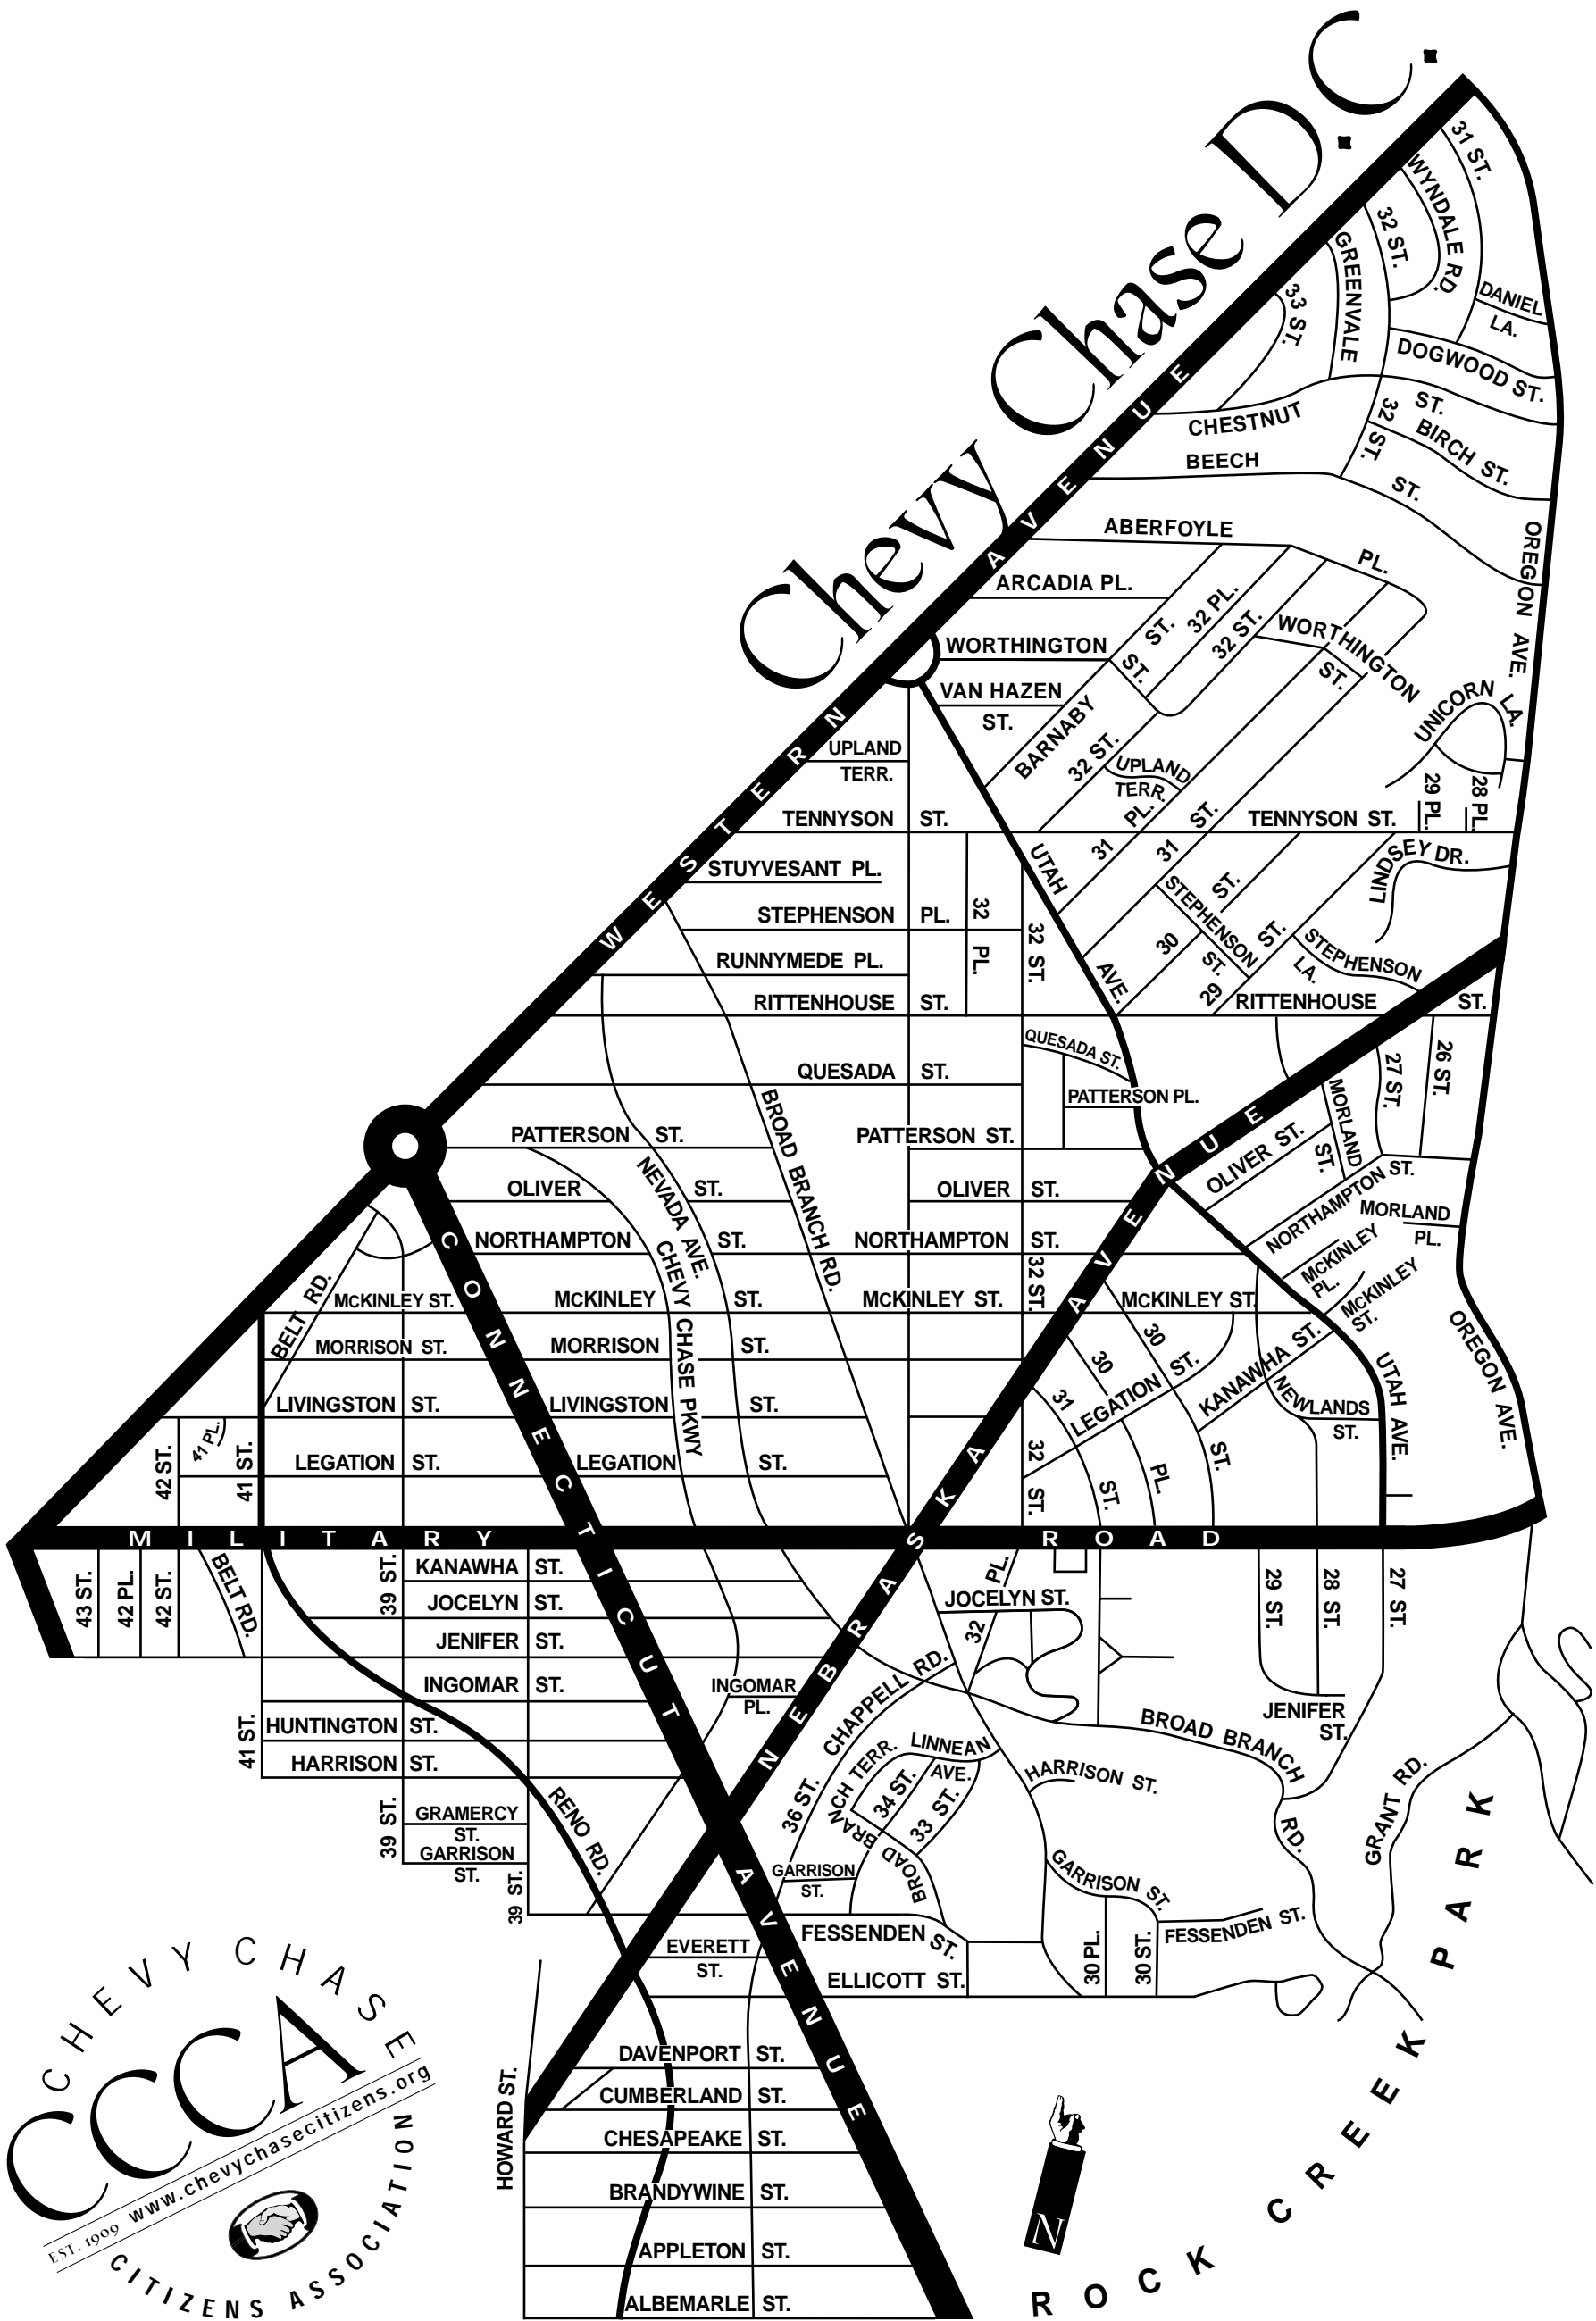 Chevy Chase D.C.
WESTERN AVENUE
31 ST.
WYNDALE RD.
32 ST.
GREENVALE
33 ST.
DANIEL
LA.
DOGWOOD ST.
CHESTNUT ST.
32 ST.
BIRCH ST.
BEECH ST.
OREGON AVE.
ABERFOYLE PL.
ARCADIA PL.
32 PL.
32 ST.
WORTHINGTON ST.
WORTHINGTON ST.
VAN HAZEN
ST.
BARNABY ST.
UNICORN LA.
UPLAND
TERR.
32 ST.
UPLAND
TERR.
29 PL.
28 PL.
TENNYSON ST.
31 PL.
31 ST.
TENNYSON ST.
UTAH AVE.
STUYVESANT PL.
LINDSEY DR.
STEPHENSON PL.
32 PL.
32 ST.
STEPHENSON
ST.
30 ST.
29 ST.
STEPHENSON
LA.
RUNNYMEDE PL.
RITTENHOUSE ST.
RITTENHOUSE ST.
QUESADA ST.
QUESADA ST.
PATTERSON PL.
27 ST.
26 ST.
MORLAND
ST.
BROAD BRANCH RD.
PATTERSON ST.
PATTERSON ST.
OLIVER ST.
NEVADA AVE.
OLIVER ST.
OLIVER ST.
NORTHAMPTON ST.
MORLAND
PL.
NORTHAMPTON ST.
NORTHAMPTON ST.
CHEVY CHASE PKWY
32 ST.
MCKINLEY
PL.
MCKINLEY
ST.
BELT RD.
MCKINLEY ST.
MCKINLEY ST.
MCKINLEY ST.
MCKINLEY ST.
OREGON AVE.
MORRISON ST.
MORRISON ST.
30 PL.
30 ST.
31 ST.
LEGATION ST.
KANAWHA ST.
NEWLANDS
ST.
UTAH AVE.
LIVINGSTON ST.
LIVINGSTON ST.
42 ST.
41 PL.
41 ST.
LEGATION ST.
LEGATION ST.
32 ST.
MILITARY ROAD
CONNECTICUT AVENUE
NEBRASKA AVENUE
43 ST.
42 PL.
42 ST.
BELT RD.
39 ST.
KANAWHA ST.
JOCELYN ST.
JENIFER ST.
INGOMAR ST.
JOCELYN ST.
32 PL.
29 ST.
28 ST.
27 ST.
INGOMAR
PL.
CHAPPELL RD.
JENIFER
ST.
41 ST.
HUNTINGTON ST.
HARRISON ST.
BROAD BRANCH RD.
LINNEAN
AVE.
HARRISON ST.
36 ST.
BROAD BRANCH TERR.
34 ST.
33 ST.
GRANT RD.
39 ST.
GRAMERCY
ST.
GARRISON
ST.
RENO RD.
39 ST.
GARRISON
ST.
GARRISON ST.
FESSENDEN ST.
FESSENDEN ST.
EVERETT
ST.
ELLICOTT ST.
30 PL.
30 ST.
HOWARD ST.
DAVENPORT ST.
CUMBERLAND ST.
CHESAPEAKE ST.
BRANDYWINE ST.
APPLETON ST.
ALBEMARLE ST.
ROCK CREEK PARK
N
CHEVY CHASE
CCCA
EST. 1909 www.chevychasecitizens.org
CITIZENS ASSOCIATION